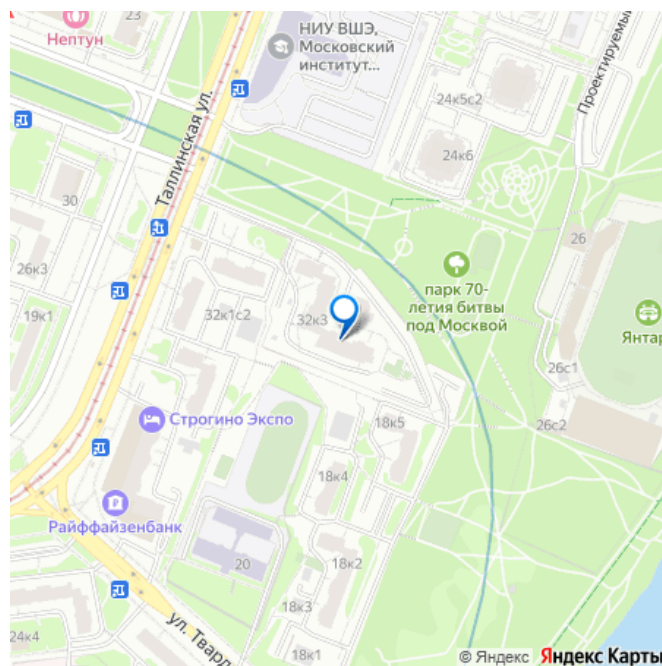 23
Нептун
НИУ ВШЭ,
Московский
институт...
24к5с2
Проектируемый
24к6
Таллинская ул.
30
26
26к3
парк 70-
летия битвы
под Москвой
32к1с2
32к3
19к1
Янтар
26с1
Строгино Экспо
18к5
26с2
18к4
Райффайзенбанк
20
18к2
18к3
ул. Твард
24к4
18к1
© Яндекс Яндекс Карты